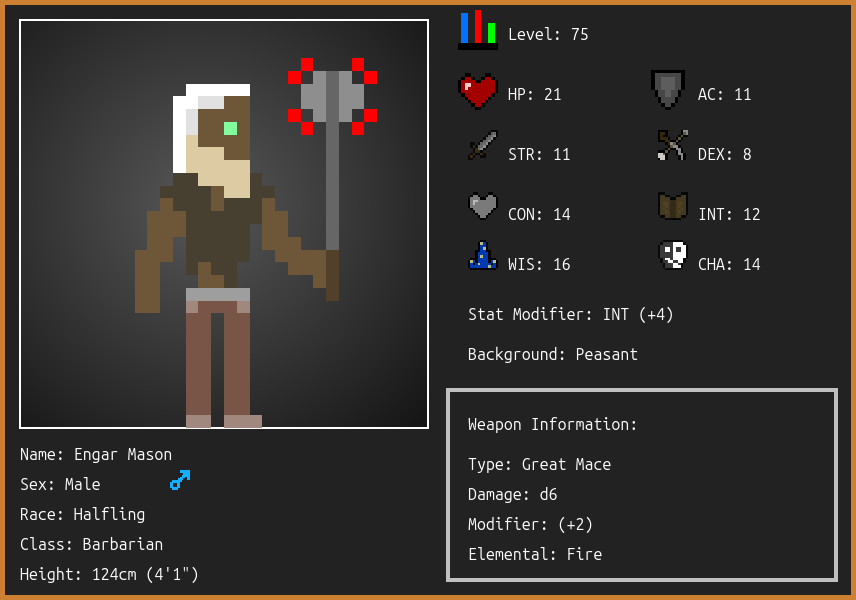 Level: 75
HP: 21
AC: 11
STR: 11
DEX: 8
CON: 14
INT: 12
WIS: 16
CHA: 14
Stat Modifier: INT (+4)
Background: Peasant
Weapon Information:
Type: Great Mace
Damage: d6
Modifier: (+2)
Elemental: Fire
Name: Engar Mason
Sex: Male
Race: Halfling
Class: Barbarian
Height: 124cm (4'1")